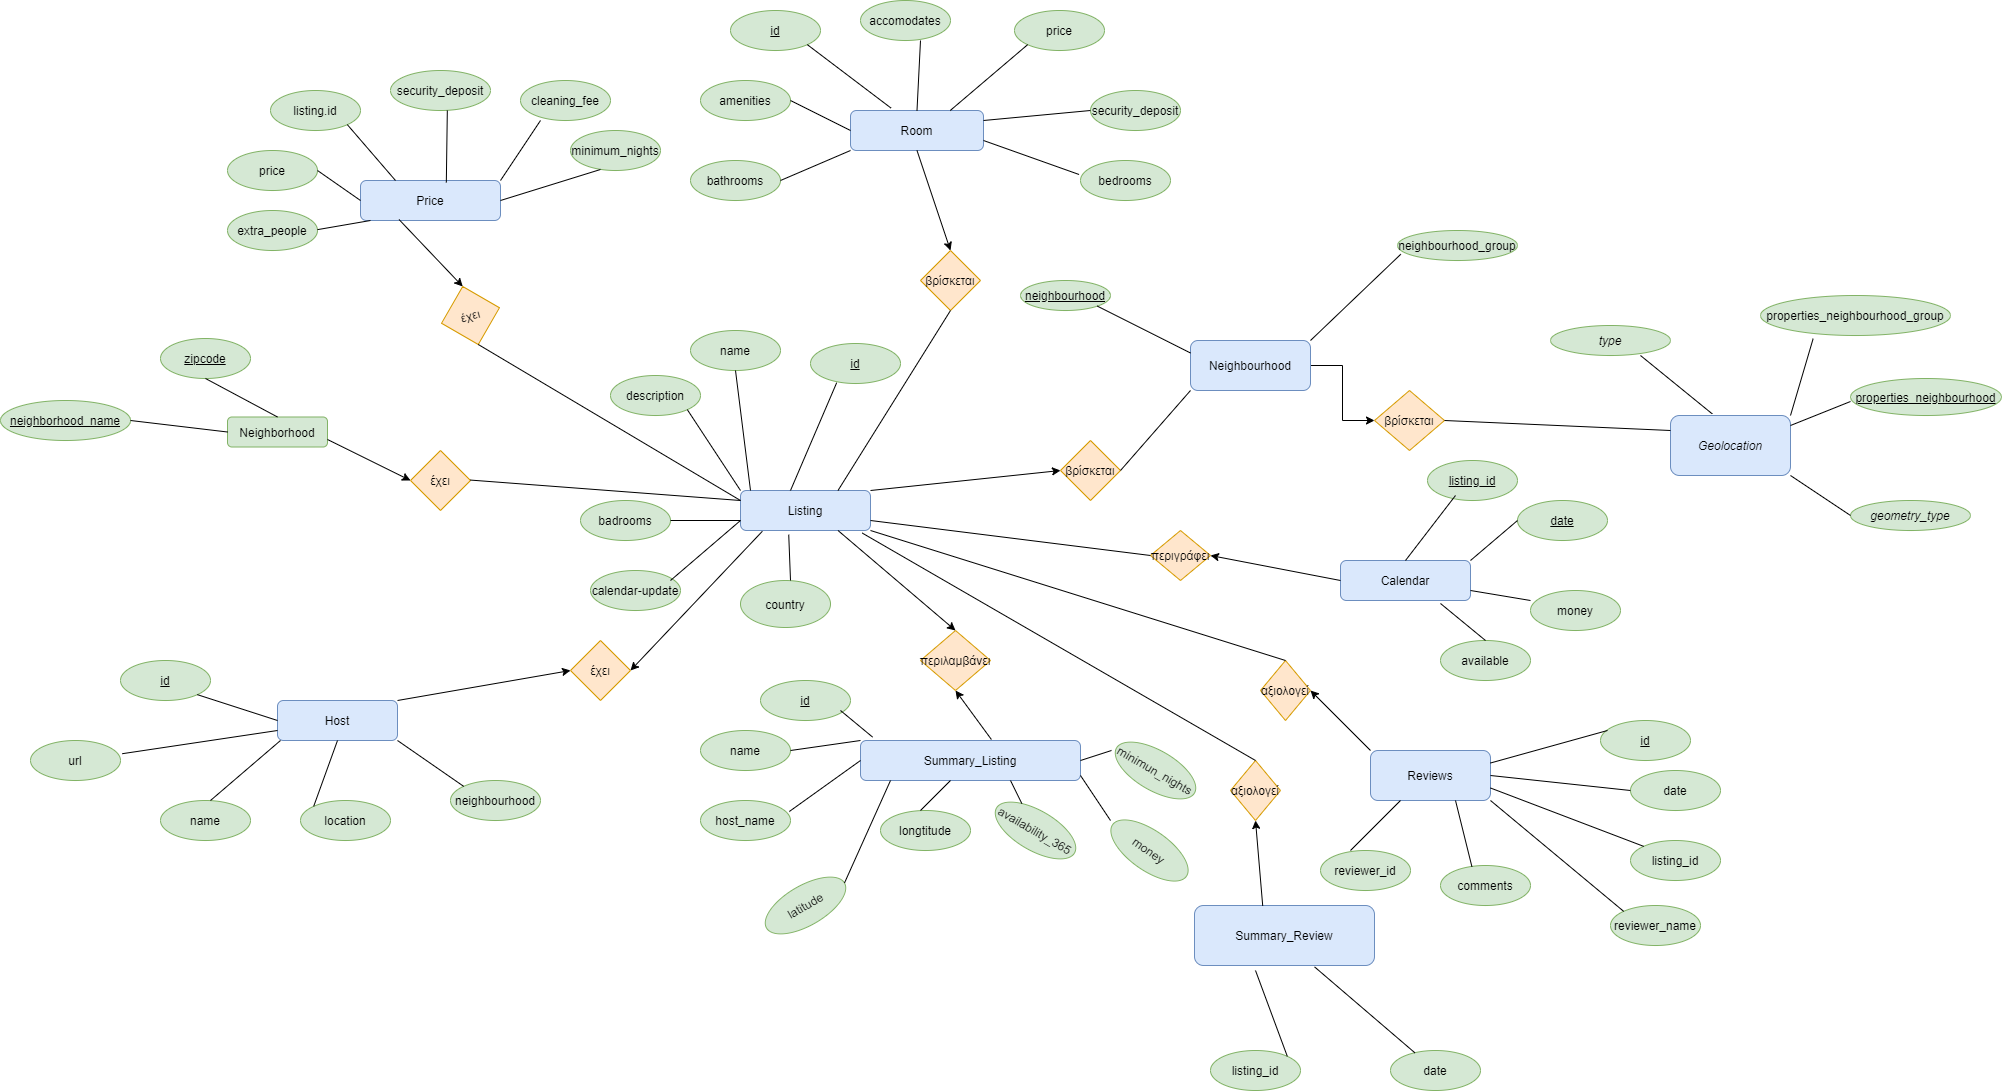 id
accomodates
price
amenities
security_deposit
Room
bathrooms
bedrooms
listing.id
security_deposit
cleaning_fee
minimum_nights
price
Price
extra_people
έχει
βρίσκεται
neighbourhood_group
neighbourhood
Neighbourhood
βρίσκεται
type
properties_neighbourhood_group
properties_neighbourhood
Geolocation
geometry_type
zipcode
neighborhood_name
Neighborhood
έχει
name
id
description
Listing
badrooms
calendar-update
country
βρίσκεται
listing_id
date
περιγράφει
Calendar
money
available
έχει
id
Host
url
name
location
neighbourhood
περιλαμβάνει
id
name
Summary_Listing
minimun_nights
host_name
longtitude
availability_365
money
latitude
αξιολογεί
id
Reviews
date
listing_id
reviewer_id
comments
reviewer_name
αξιολογεί
Summary_Review
listing_id
date